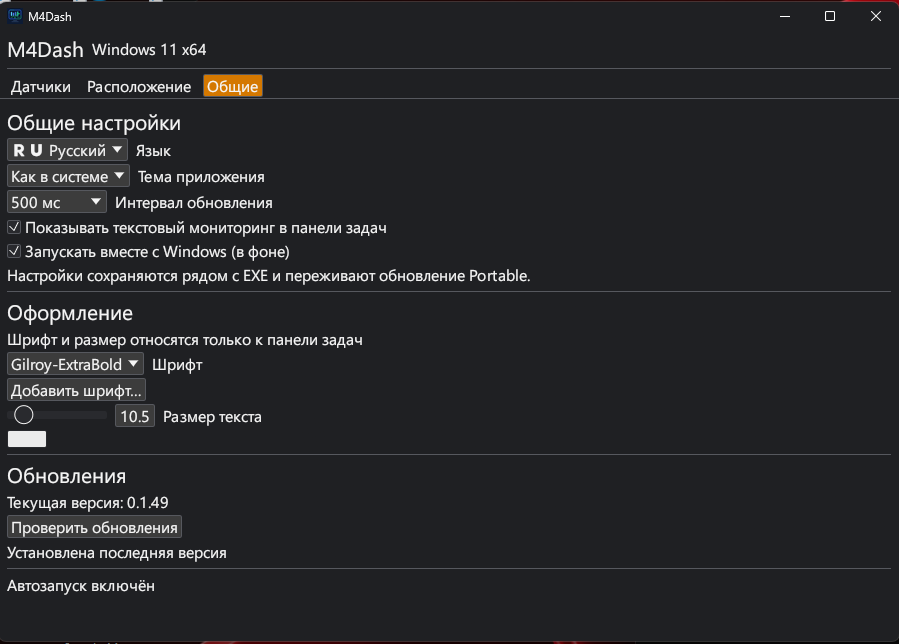 M4Dash
M4Dash Windows 11 x64
Датчики Расположение Общие
Общие настройки
R U Русский Язык
Как в системе Тема приложения
500 мс Интервал обновления
Показывать текстовый мониторинг в панели задач
Запускать вместе с Windows (в фоне)
Настройки сохраняются рядом с EXE и переживают обновление Portable.
Оформление
Шрифт и размер относятся только к панели задач
Gilroy-ExtraBold Шрифт
Добавить шрифт...
10.5 Размер текста
Обновления
Текущая версия: 0.1.49
Проверить обновления
Установлена последняя версия
Автозапуск включён